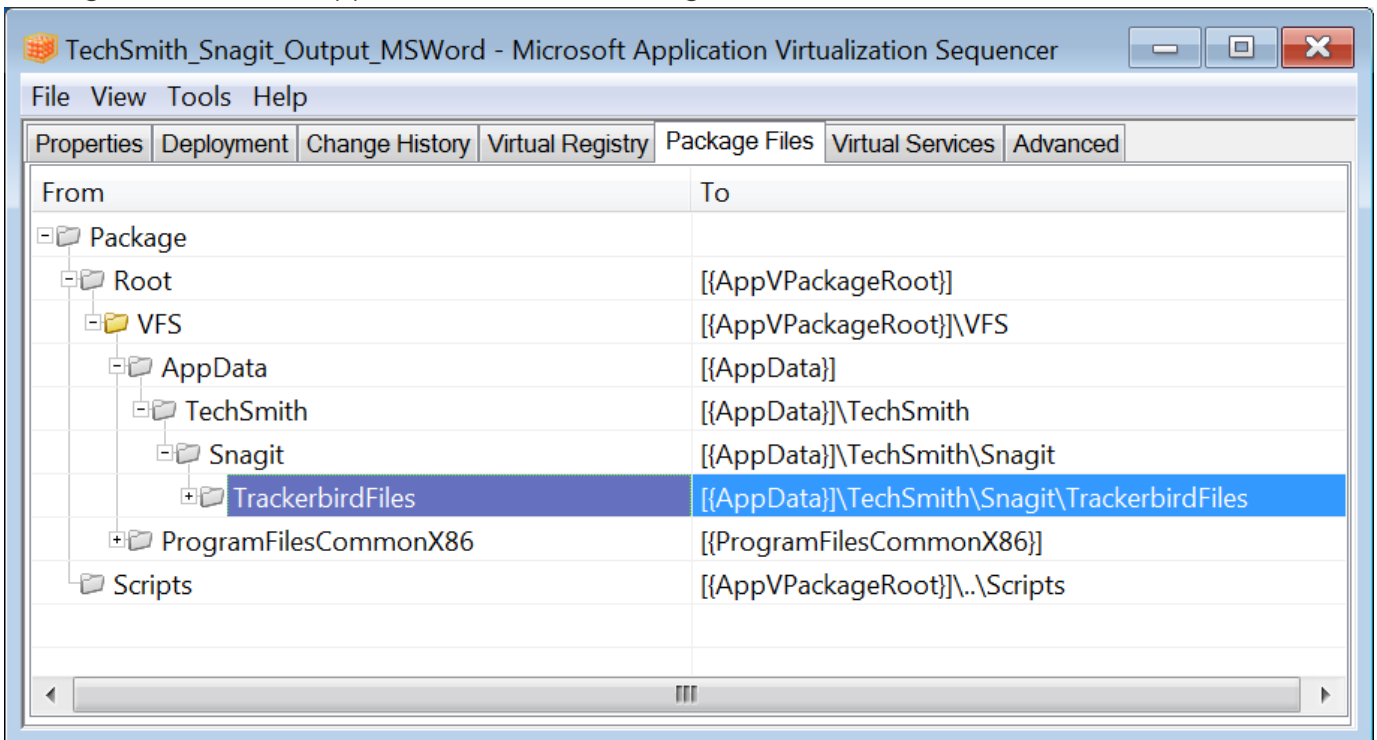 TechSmith_Snagit_Output_MSWord - Microsoft Application Virtualization Sequencer
File View Tools Help
Properties Deployment Change History Virtual Registry Package Files Virtual Services Advanced
From To
Package
Root [{AppVPackageRoot}]
VFS [{AppVPackageRoot}]\VFS
AppData [{AppData}]
TechSmith [{AppData}]\TechSmith
Snagit [{AppData}]\TechSmith\Snagit
TrackerbirdFiles [{AppData}]\TechSmith\Snagit\TrackerbirdFiles
ProgramFilesCommonX86 [{ProgramFilesCommonX86}]
Scripts [{AppVPackageRoot}]\..\Scripts